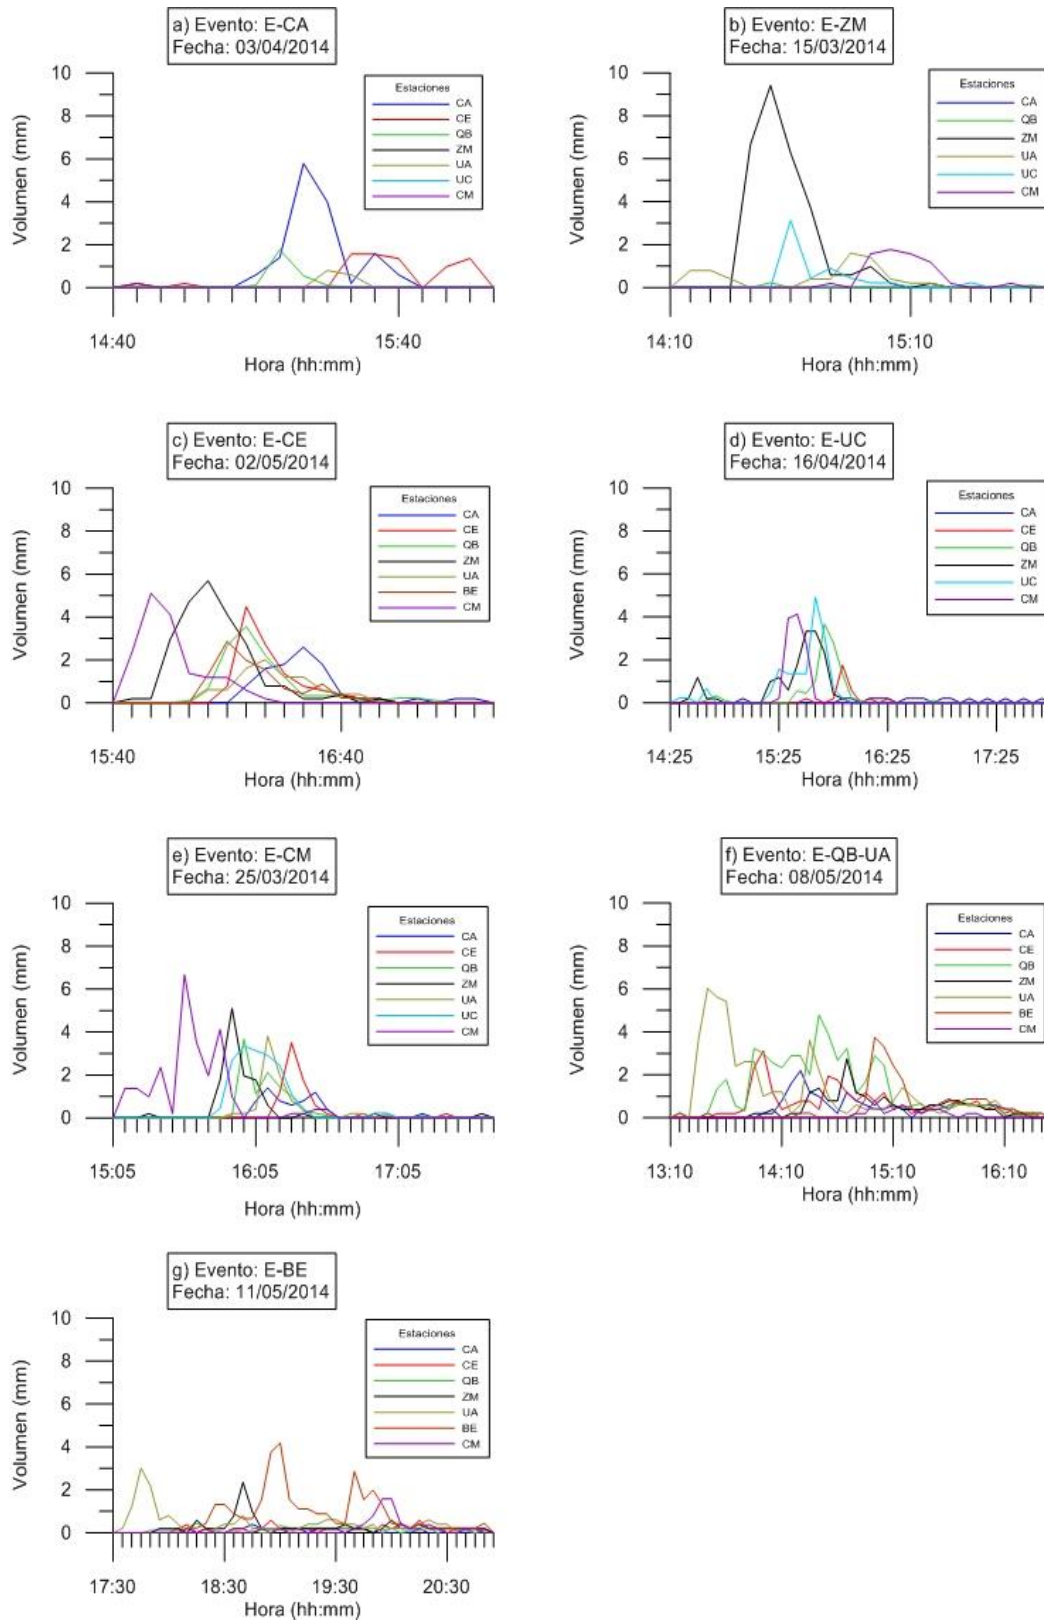 a) Evento: E-CA
Fecha: 03/04/2014
10
8
6
4
2
0
Volumen (mm)
Estaciones
CA
CE
QB
ZM
UA
UC
CM
14:40
15:40
Hora (hh:mm)
b) Evento: E-ZM
Fecha: 15/03/2014
10
8
6
4
2
0
Volumen (mm)
Estaciones
CA
QB
ZM
UA
UC
CM
14:10
15:10
Hora (hh:mm)
c) Evento: E-CE
Fecha: 02/05/2014
10
8
6
4
2
0
Volumen (mm)
Estaciones
CA
CE
QB
ZM
UA
BE
CM
15:40
16:40
Hora (hh:mm)
d) Evento: E-UC
Fecha: 16/04/2014
10
8
6
4
2
0
Volumen (mm)
Estaciones
CA
CE
QB
ZM
UC
CM
14:25
15:25
16:25
17:25
Hora (hh:mm)
e) Evento: E-CM
Fecha: 25/03/2014
10
8
6
4
2
0
Volumen (mm)
Estaciones
CA
CE
QB
ZM
UA
UC
CM
15:05
16:05
17:05
Hora (hh:mm)
f) Evento: E-QB-UA
Fecha: 08/05/2014
10
8
6
4
2
0
Volumen (mm)
Estaciones
CA
CE
QB
ZM
UA
BE
CM
13:10
14:10
15:10
16:10
Hora (hh:mm)
g) Evento: E-BE
Fecha: 11/05/2014
10
8
6
4
2
0
Volumen (mm)
Estaciones
CA
CE
QB
ZM
UA
BE
CM
17:30
18:30
19:30
20:30
Hora (hh:mm)